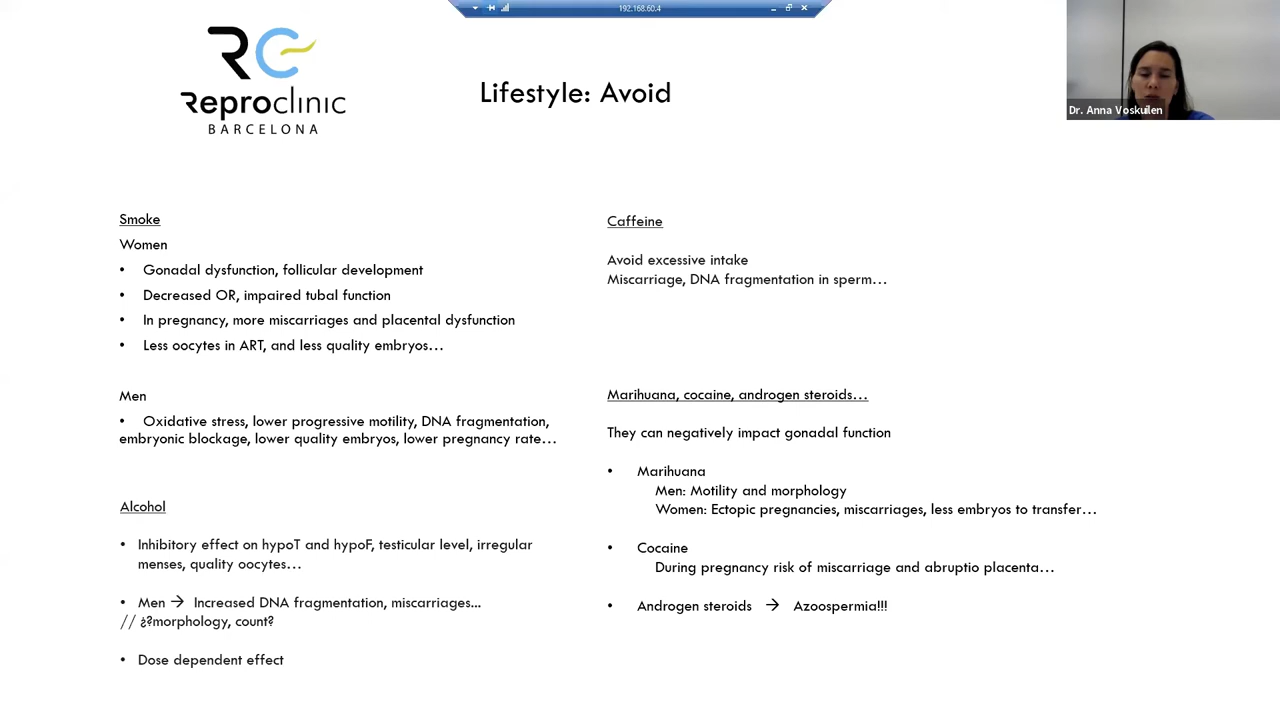 192.168.60.4
RC
Reproclinic
BARCELONA
Lifestyle: Avoid
Dr. Anna Voskuilen
Smoke
Women
• Gonadal dysfunction, follicular development
• Decreased OR, impaired tubal function
• In pregnancy, more miscarriages and placental dysfunction
• Less oocytes in ART, and less quality embryos...
Men
• Oxidative stress, lower progressive motility, DNA fragmentation,
embryonic blockage, lower quality embryos, lower pregnancy rate...
Alcohol
• Inhibitory effect on hypoT and hypoF, testicular level, irregular
menses, quality oocytes...
• Men → Increased DNA fragmentation, miscarriages...
// ¿?morphology, count?
• Dose dependent effect
Caffeine
Avoid excessive intake
Miscarriage, DNA fragmentation in sperm...
Marihuana, cocaine, androgen steroids...
They can negatively impact gonadal function
• Marihuana
Men: Motility and morphology
Women: Ectopic pregnancies, miscarriages, less embryos to transfer...
• Cocaine
During pregnancy risk of miscarriage and abruptio placenta...
• Androgen steroids → Azoospermia!!!